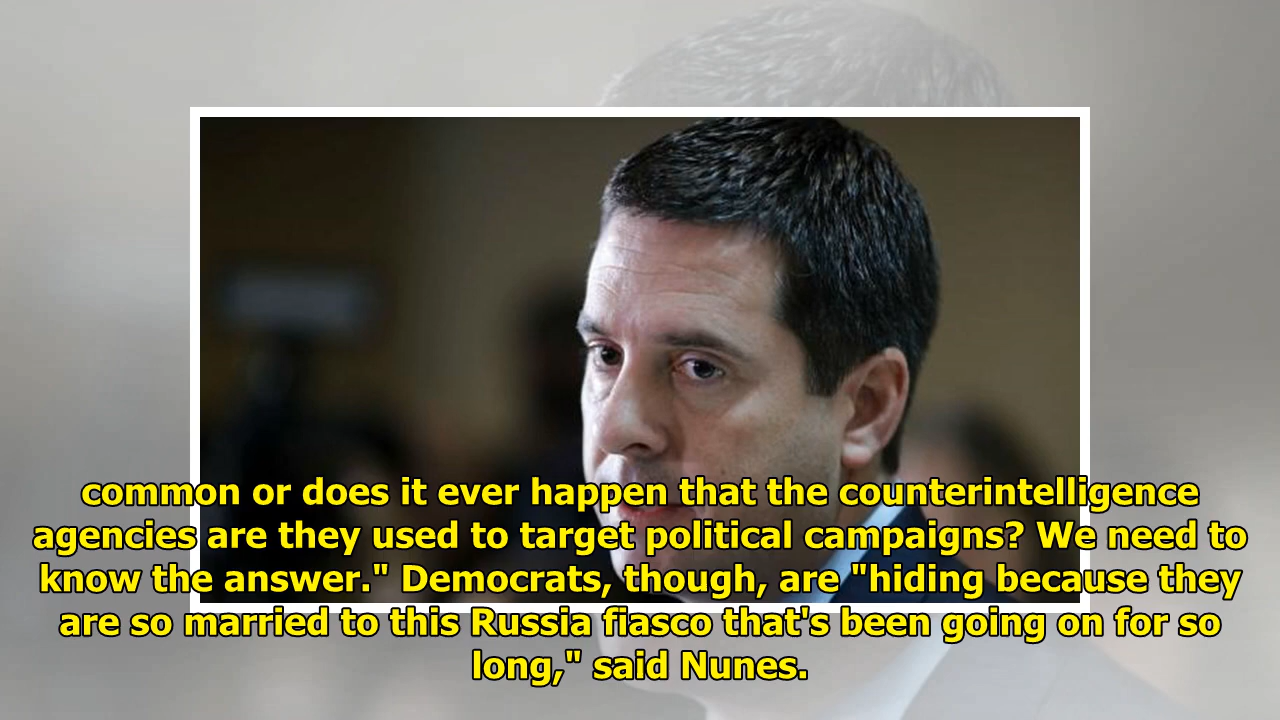 common or does it ever happen that the counterintelligence
agencies are they used to target political campaigns? We need to
know the answer." Democrats, though, are "hiding because they
are so married to this Russia fiasco that's been going on for so
long," said Nunes.